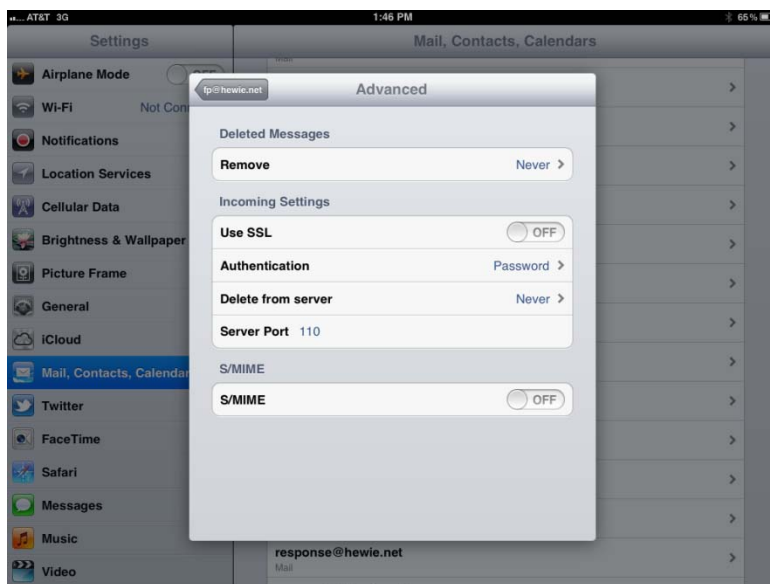 AT&T 3G
1:46 PM
65%
Settings
Mail, Contacts, Calendars
Airplane Mode
OFF
Wi-Fi
Not Con
Notifications
Location Services
Cellular Data
Brightness & Wallpaper
Picture Frame
General
iCloud
Mail, Contacts, Calendar
Twitter
FaceTime
Safari
Messages
Music
Video
Mail
fp@hewie.net
Advanced
Deleted Messages
Remove Never
Incoming Settings
Use SSL OFF
Authentication Password
Delete from server Never
Server Port 110
S/MIME
S/MIME OFF
response@hewie.net
Mail